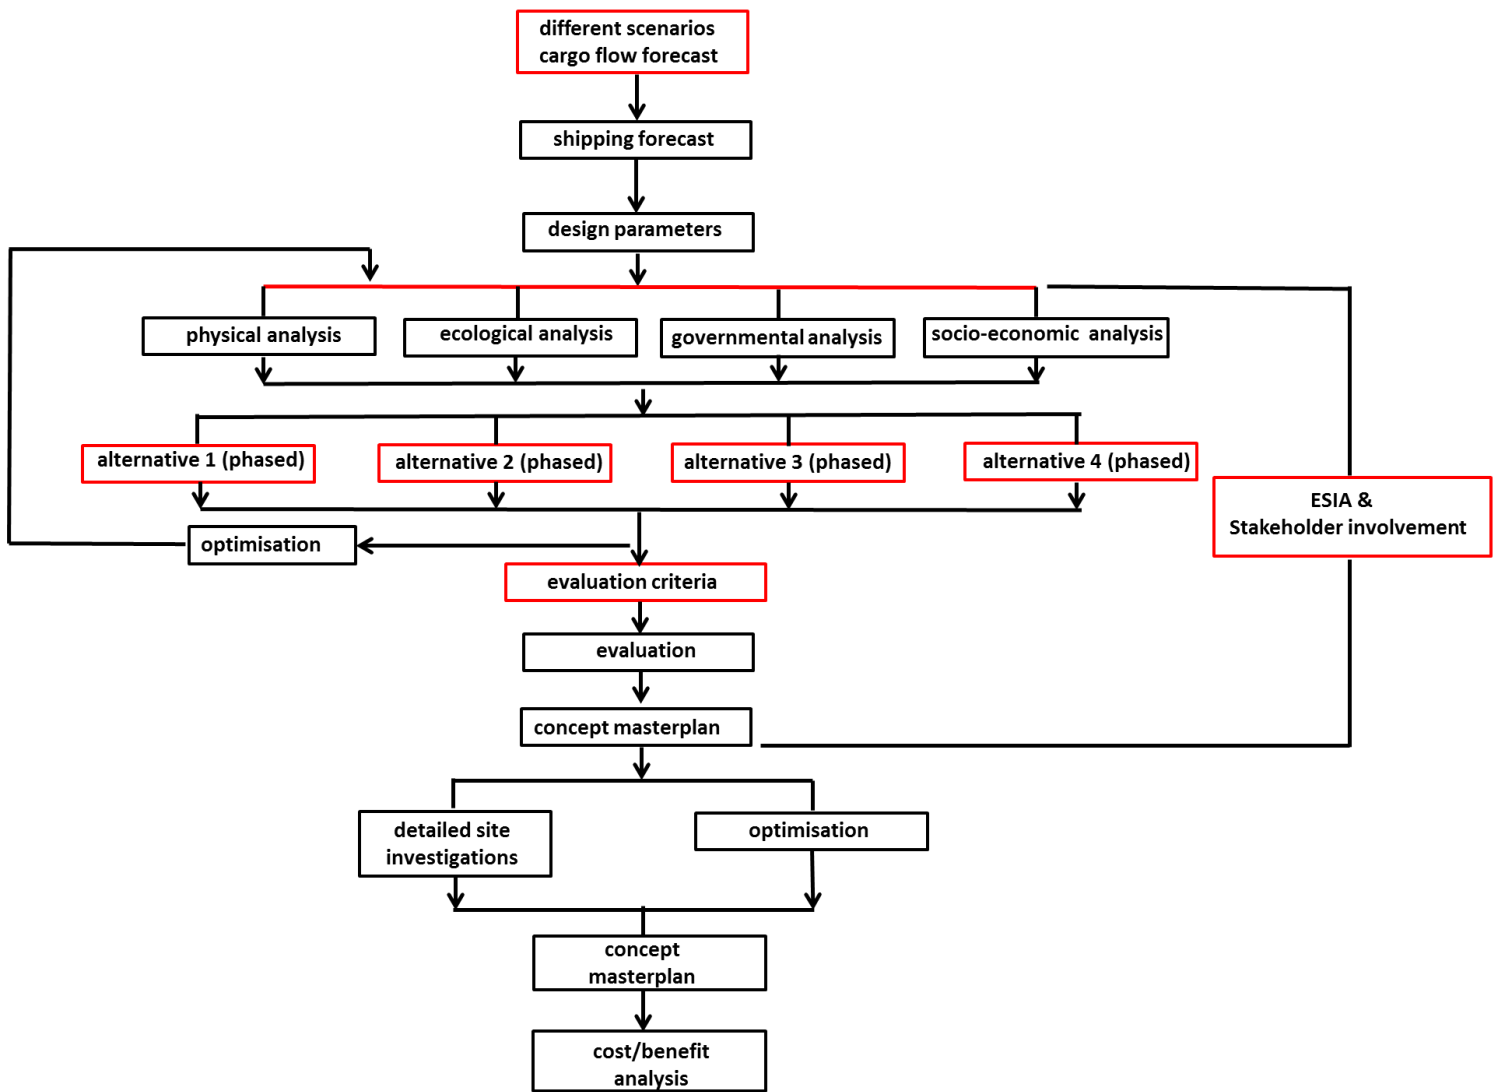 different scenarios
cargo flow forecast
shipping forecast
design parameters
physical analysis
ecological analysis
governmental analysis
socio-economic analysis
alternative 1 (phased)
alternative 2 (phased)
alternative 3 (phased)
alternative 4 (phased)
ESIA &
Stakeholder involvement
optimisation
evaluation criteria
evaluation
concept masterplan
detailed site
investigations
optimisation
concept
masterplan
cost/benefit
analysis